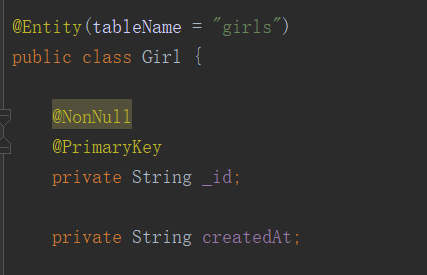 @Entity(tableName = "girls")
public class Girl {
@NonNull
@PrimaryKey
private String _id;
private String createdAt;